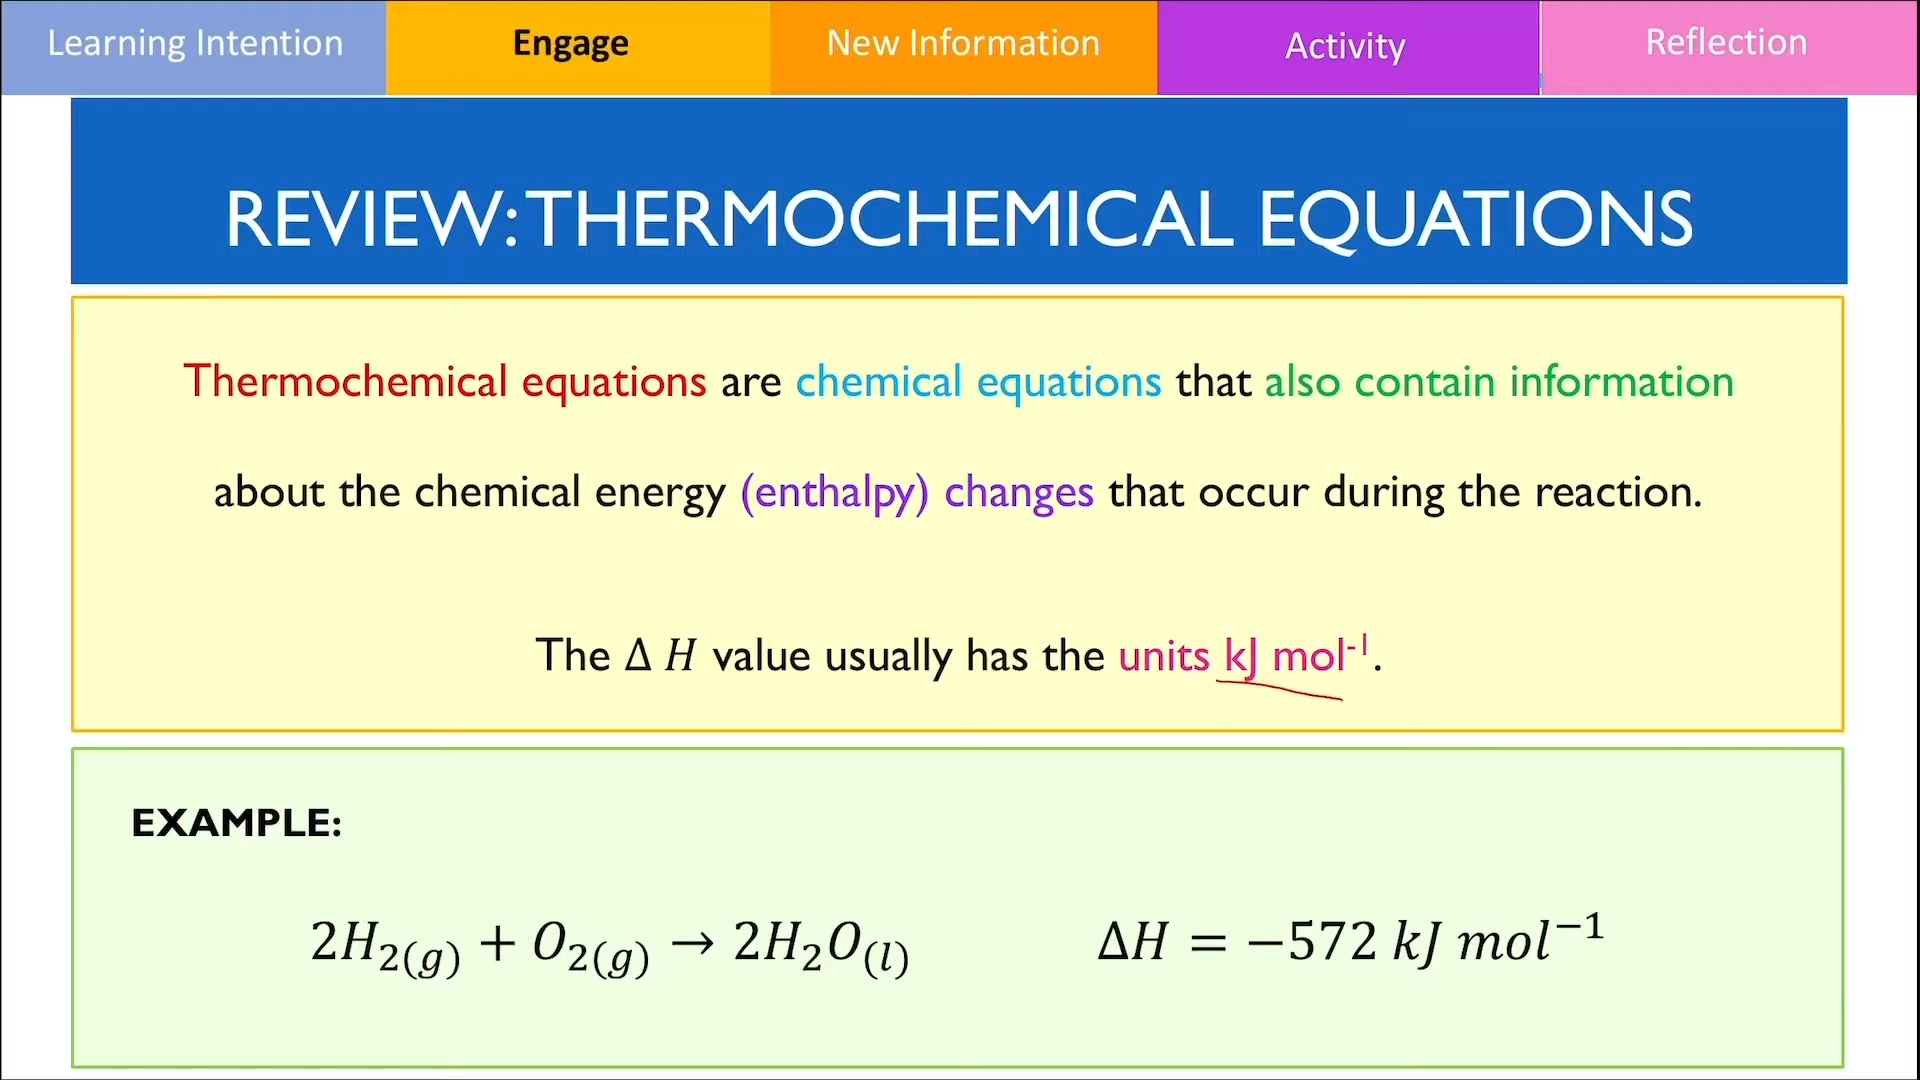 Learning Intention
Engage
New Information
Activity
Reflection
REVIEW: THERMOCHEMICAL EQUATIONS
Thermochemical equations are chemical equations that also contain information
about the chemical energy (enthalpy) changes that occur during the reaction.
The Δ H value usually has the units kJ mol⁻¹.
EXAMPLE:
2H₂(g) + O₂(g) → 2H₂O(l) ΔH = −572 kJ mol⁻¹